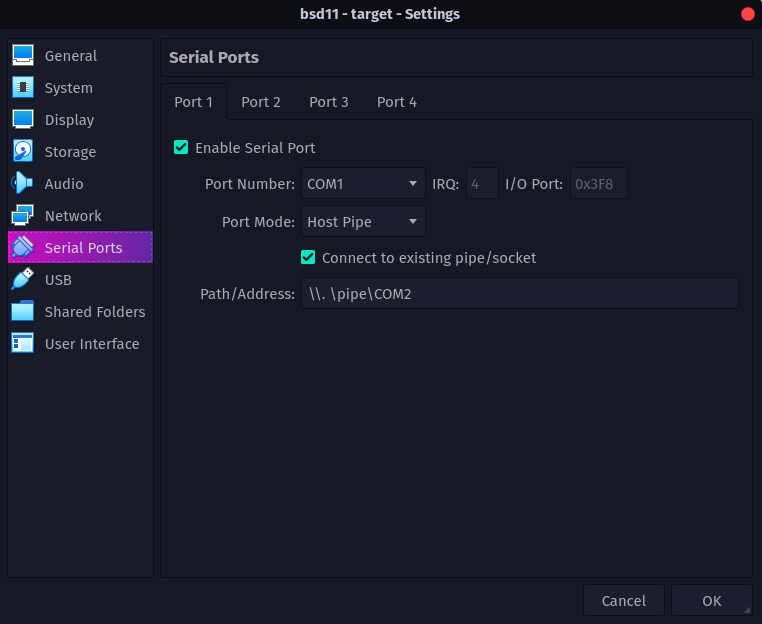 bsd11 - target - Settings
General
System
Display
Storage
Audio
Network
Serial Ports
USB
Shared Folders
User Interface
Serial Ports
Port 1 Port 2 Port 3 Port 4
Enable Serial Port
Port Number: COM1 IRQ: 4 I/O Port: 0x3F8
Port Mode: Host Pipe
Connect to existing pipe/socket
Path/Address: \\. \pipe\COM2
Cancel OK